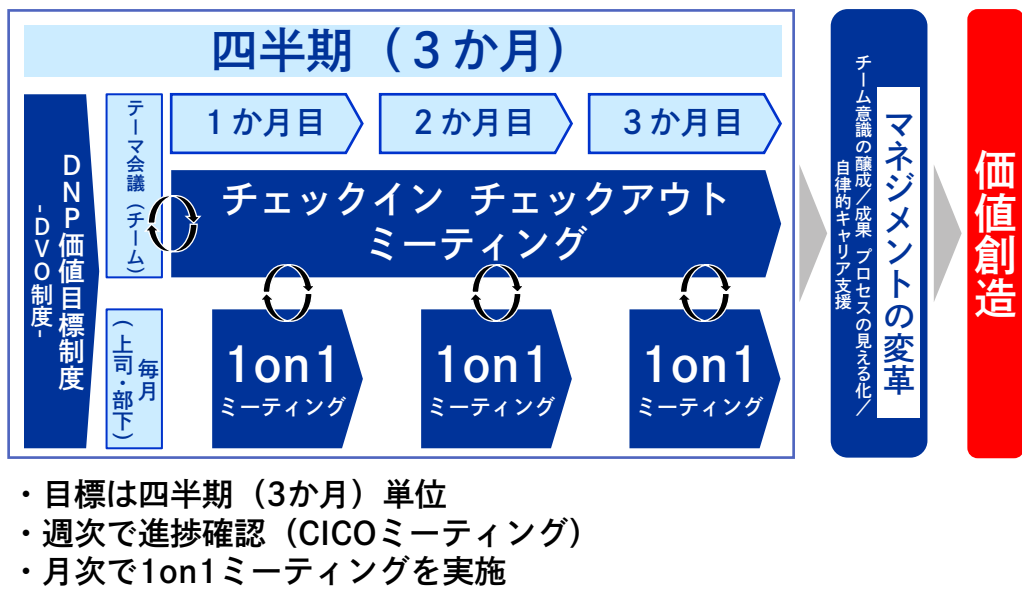 四半期（3か月）
DNP価値目標制度
-DVO制度-
テーマ会議（チーム）
1か月目
2か月目
3か月目
チェックイン チェックアウト
ミーティング
毎月
（上司・部下）
1on1
ミーティング
1on1
ミーティング
1on1
ミーティング
マネジメントの変革
チーム意識の醸成／成果 プロセスの見える化／
自律的キャリア支援
価値創造
・目標は四半期（3か月）単位
・週次で進捗確認（CICOミーティング）
・月次で1on1ミーティングを実施